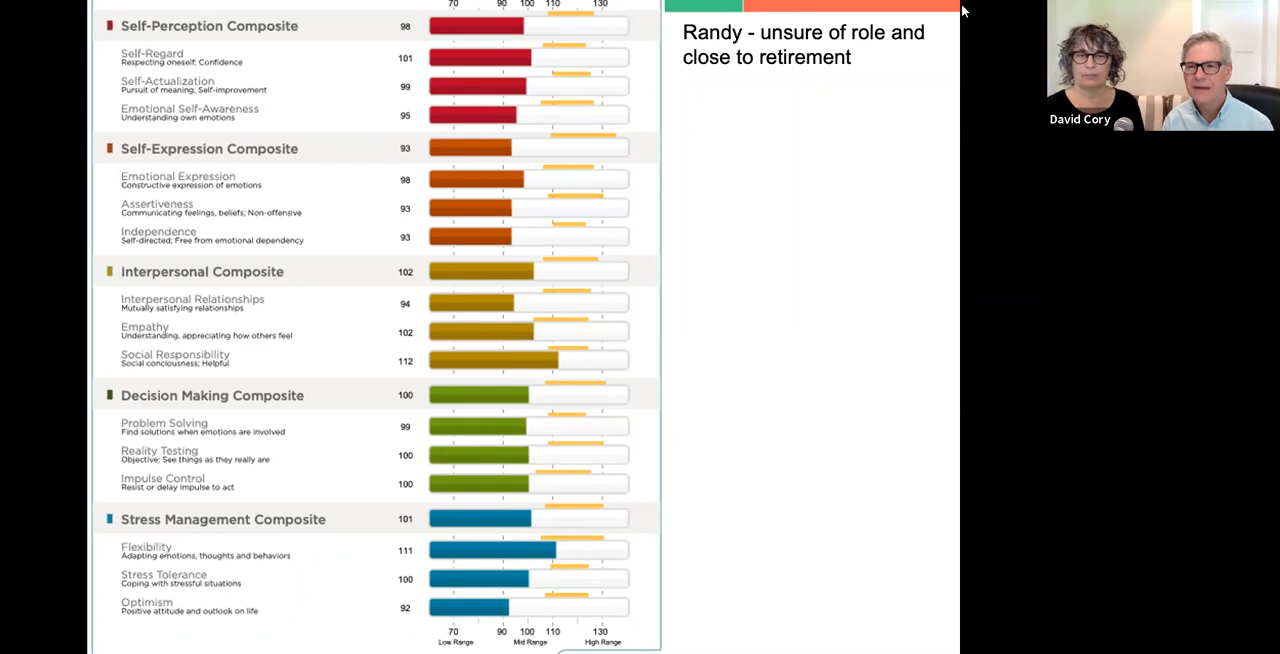 70 90 100 110 130
Self-Perception Composite 98
Self-Regard 101
Respecting oneself; Confidence
Self-Actualization 99
Pursuit of meaning; Self-improvement
Emotional Self-Awareness 95
Understanding own emotions
Self-Expression Composite 93
Emotional Expression 98
Constructive expression of emotions
Assertiveness 93
Communicating feelings, beliefs; Non-offensive
Independence 93
Self-directed; Free from emotional dependency
Interpersonal Composite 102
Interpersonal Relationships 94
Mutually satisfying relationships
Empathy 102
Understanding, appreciating how others feel
Social Responsibility 112
Social conciousness; Helpful
Decision Making Composite 100
Problem Solving 99
Find solutions when emotions are involved
Reality Testing 100
Objective; See things as they really are
Impulse Control 100
Resist or delay impulse to act
Stress Management Composite 101
Flexibility 111
Adapting emotions, thoughts and behaviors
Stress Tolerance 100
Coping with stressful situations
Optimism 92
Positive attitude and outlook on life
70 90 100 110 130
Low Range Mid Range High Range
Randy - unsure of role and
close to retirement
David Cory